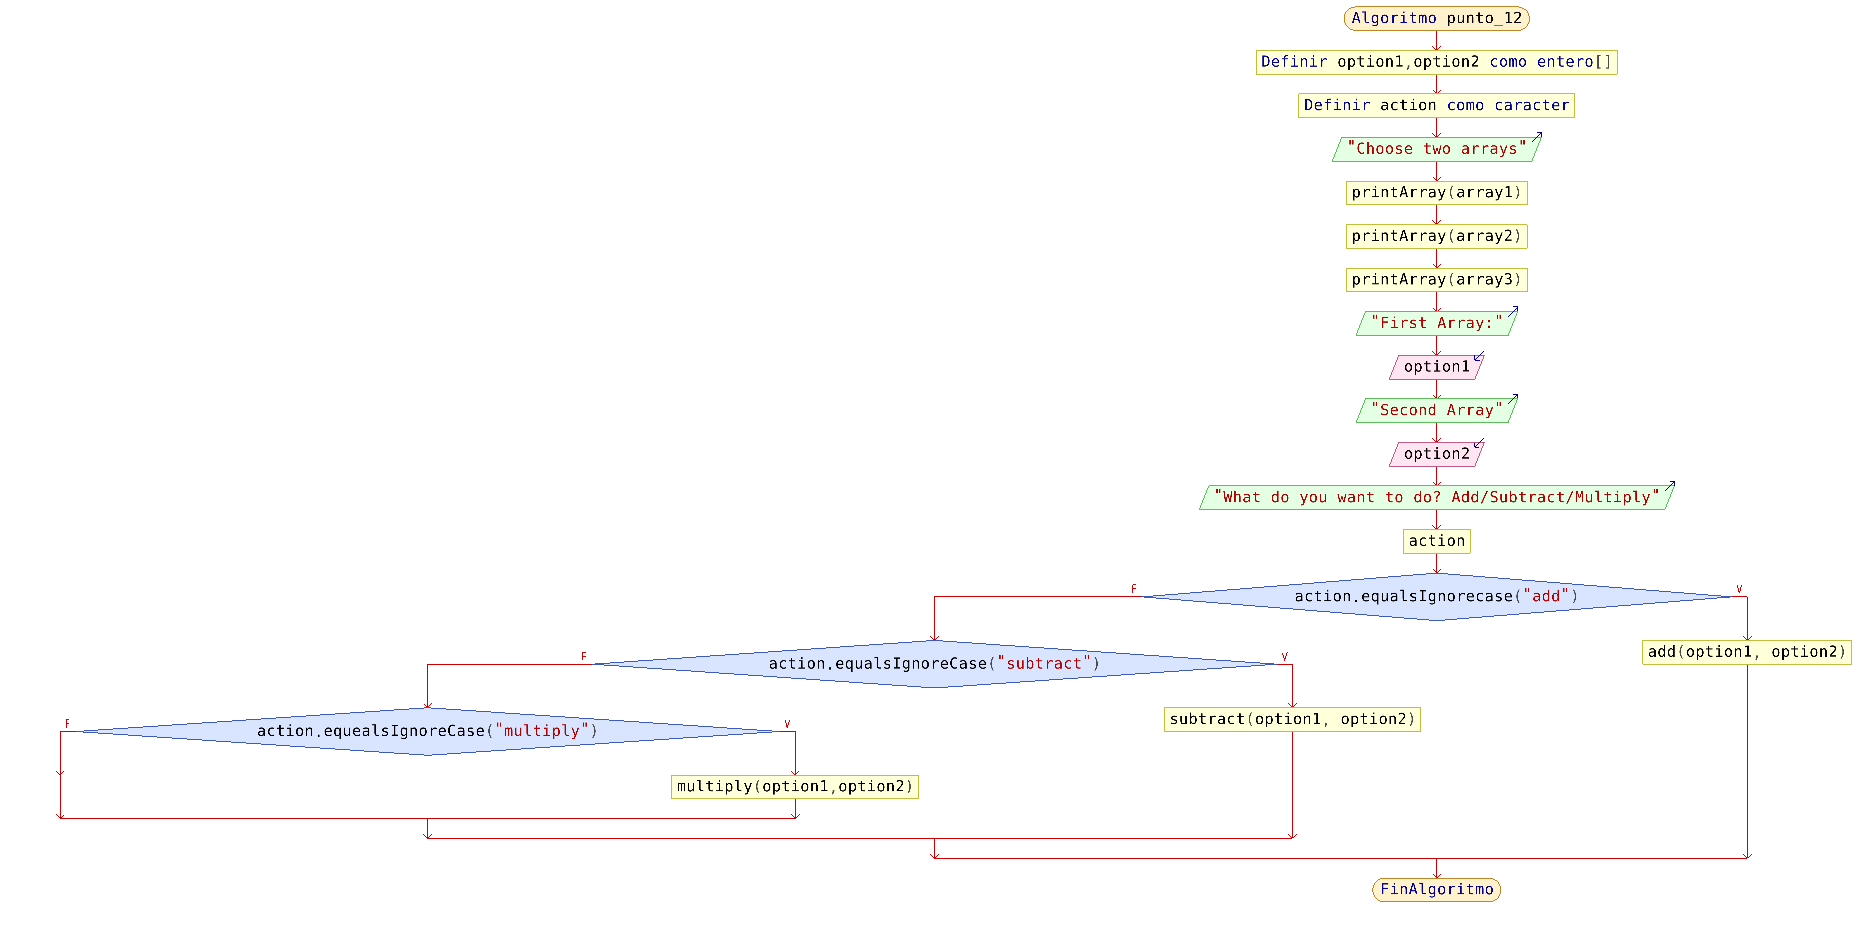 Algoritmo punto_12
Definir option1,option2 como entero[]
Definir action como caracter
"Choose two arrays"
printArray(array1)
printArray(array2)
printArray(array3)
"First Array:"
option1
"Second Array"
option2
"What do you want to do? Add/Subtract/Multiply"
action
F
V
action.equalsIgnorecase("add")
add(option1, option2)
F
V
action.equalsIgnoreCase("subtract")
subtract(option1, option2)
F
V
action.equealsIgnoreCase("multiply")
multiply(option1,option2)
FinAlgoritmo